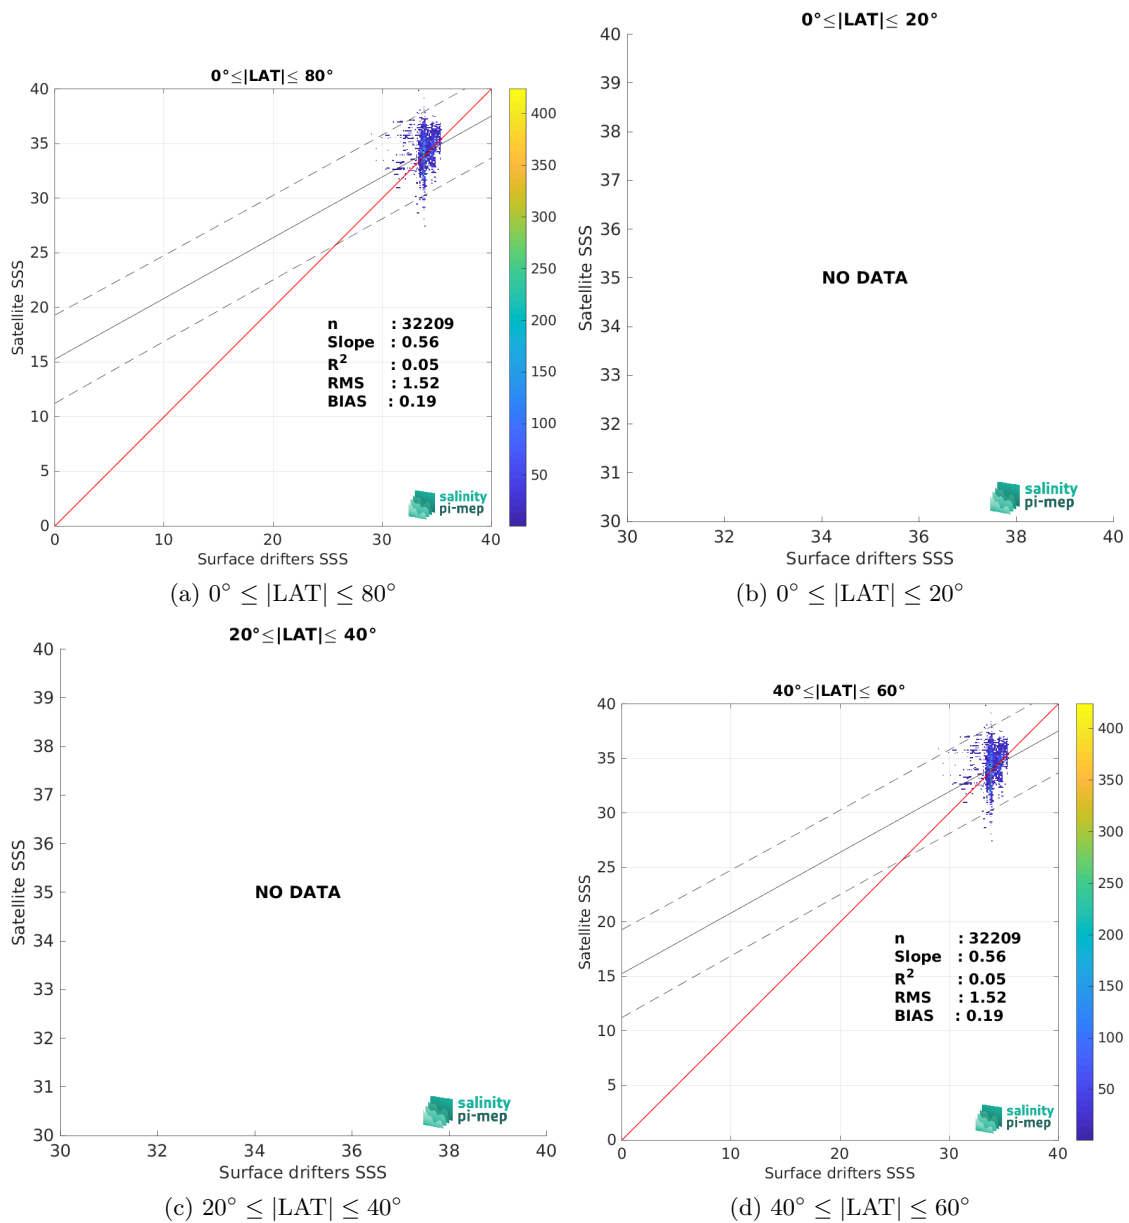 0°≤|LAT|≤ 80°
40
35
30
25
20
15
10
5
0
Satellite SSS
n : 32209
Slope : 0.56
R² : 0.05
RMS : 1.52
BIAS : 0.19
salinity
pi-mep
0 10 20 30 40
Surface drifters SSS
400
350
300
250
200
150
100
50
(a) 0° ≤ |LAT| ≤ 80°
0°≤|LAT|≤ 20°
40
39
38
37
36
35
34
33
32
31
30
Satellite SSS
NO DATA
salinity
pi-mep
30 32 34 36 38 40
Surface drifters SSS
(b) 0° ≤ |LAT| ≤ 20°
20°≤|LAT|≤ 40°
40
39
38
37
36
35
34
33
32
31
30
Satellite SSS
NO DATA
salinity
pi-mep
30 32 34 36 38 40
Surface drifters SSS
(c) 20° ≤ |LAT| ≤ 40°
40°≤|LAT|≤ 60°
40
35
30
25
20
15
10
5
0
Satellite SSS
n : 32209
Slope : 0.56
R² : 0.05
RMS : 1.52
BIAS : 0.19
salinity
pi-mep
0 10 20 30 40
Surface drifters SSS
400
350
300
250
200
150
100
50
(d) 40° ≤ |LAT| ≤ 60°